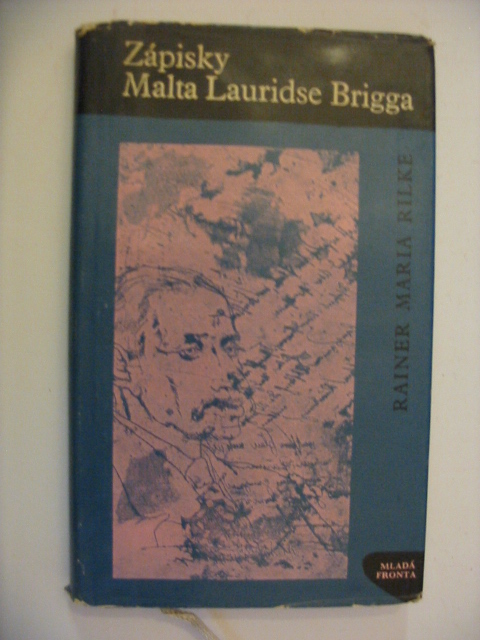 Zápisky
Malta Lauridse Brigga
RAINER MARIA RILKE
MLADÁ
FRONTA